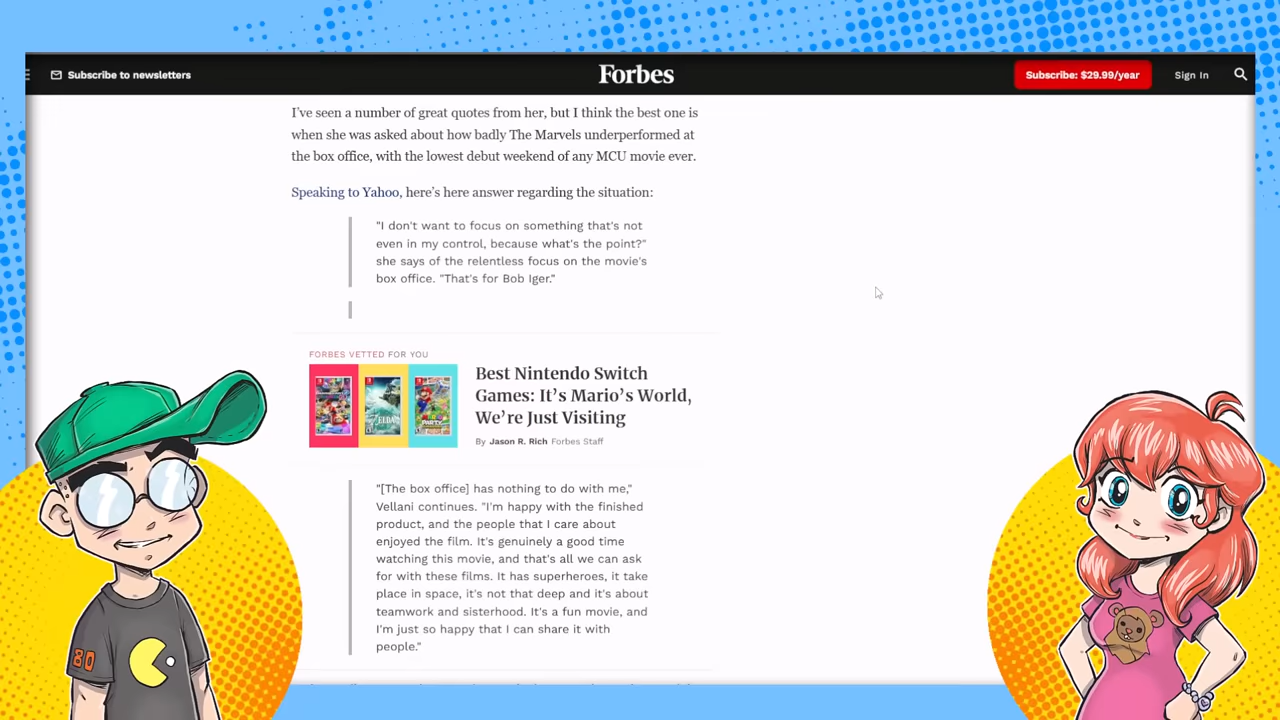 Subscribe to newsletters
Forbes
Subscribe: $29.99/year
Sign In
I've seen a number of great quotes from her, but I think the best one is
when she was asked about how badly The Marvels underperformed at
the box office, with the lowest debut weekend of any MCU movie ever.
Speaking to Yahoo, here's here answer regarding the situation:
"I don't want to focus on something that's not
even in my control, because what's the point?"
she says of the relentless focus on the movie's
box office. "That's for Bob Iger."
FORBES VETTED FOR YOU
Best Nintendo Switch
Games: It's Mario's World,
We're Just Visiting
By Jason R. Rich Forbes Staff
"[The box office] has nothing to do with me,"
Vellani continues. "I'm happy with the finished
product, and the people that I care about
enjoyed the film. It's genuinely a good time
watching this movie, and that's all we can ask
for with these films. It has superheroes, it take
place in space, it's not that deep and it's about
teamwork and sisterhood. It's a fun movie, and
I'm just so happy that I can share it with
people."
80